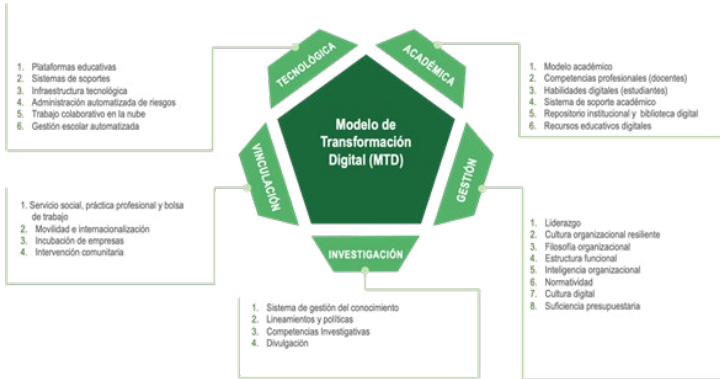 TECNOLÓGICA
1. Plataformas educativas
2. Sistemas de soportes
3. Infraestructura tecnológica
4. Administración automatizada de riesgos
5. Trabajo colaborativo en la nube
6. Gestión escolar automatizada
ACADÉMICA
1. Modelo académico
2. Competencias profesionales (docentes)
3. Habilidades digitales (estudiantes)
4. Sistema de soporte académico
5. Repositorio institucional y biblioteca digital
6. Recursos educativos digitales
Modelo de
Transformación
Digital (MTD)
VINCULACIÓN
1. Servicio social, práctica profesional y bolsa
de trabajo
2. Movilidad e internacionalización
3. Incubación de empresas
4. Intervención comunitaria
GESTIÓN
1. Liderazgo
2. Cultura organizacional resiliente
3. Filosofía organizacional
4. Estructura funcional
5. Inteligencia organizacional
6. Normatividad
7. Cultura digital
8. Suficiencia presupuestaria
INVESTIGACIÓN
1. Sistema de gestión del conocimiento
2. Lineamientos y políticas
3. Competencias Investigativas
4. Divulgación